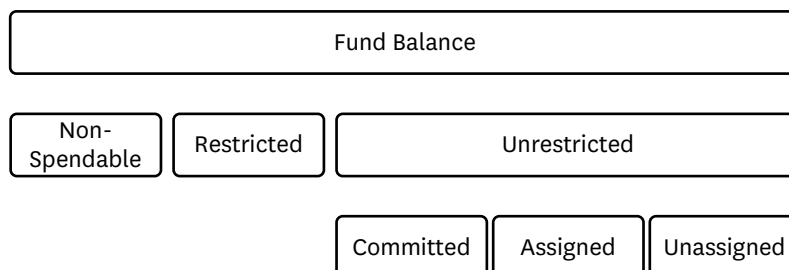 Fund Balance
Non-
Spendable
Restricted
Unrestricted
Committed
Assigned
Unassigned